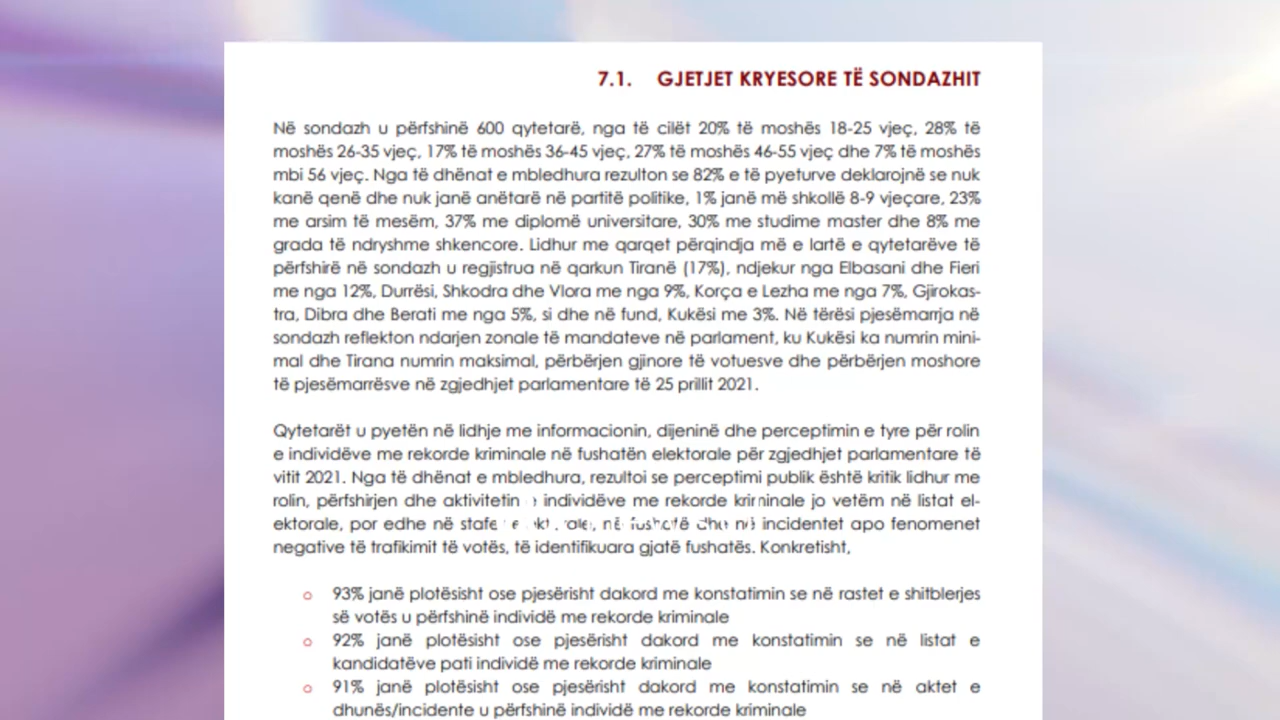 7.1. GJETJET KRYESORE TË SONDAZHIT
Në sondazh u përfshinë 600 qytetarë, nga të cilët 20% të moshës 18-25 vjeç, 28% të
moshës 26-35 vjeç, 17% të moshës 36-45 vjeç, 27% të moshës 46-55 vjeç dhe 7% të moshës
mbi 56 vjeç. Nga të dhënat e mbledhura rezulton se 82% e të pyeturve deklarojnë se nuk
kanë qenë dhe nuk janë anëtarë në partitë politike, 1% janë më shkollë 8-9 vjeçare, 23%
me arsim të mesëm, 37% me diplomë universitare, 30% me studime master dhe 8% me
grada të ndryshme shkencore. Lidhur me qarqet përqindja më e lartë e qytetarëve të
përfshirë në sondazh u regjistrua në qarkun Tiranë (17%), ndjekur nga Elbasani dhe Fieri
me nga 12%, Durrësi, Shkodra dhe Vlora me nga 9%, Korça e Lezha me nga 7%, Gjirokas-
tra, Dibra dhe Berati me nga 5%, si dhe në fund, Kukësi me 3%. Në tërësi pjesëmarrja në
sondazh reflekton ndarjen zonale të mandateve në parlament, ku Kukësi ka numrin mini-
mal dhe Tirana numrin maksimal, përbërjen gjinore të votuesve dhe përbërjen moshore
të pjesëmarrësve në zgjedhjet parlamentare të 25 prillit 2021.
Qytetarët u pyetën në lidhje me informacionin, dijeninë dhe perceptimin e tyre për rolin
e individëve me rekorde kriminale në fushatën elektorale për zgjedhjet parlamentare të
vitit 2021. Nga të dhënat e mbledhura, rezultoi se perceptimi publik është kritik lidhur me
rolin, përfshirjen dhe aktivitetin individëve me rekorde kriminale jo vetëm në listat el-
ektorale, por edhe në në fushatë dhe në incidentet apo fenomenet
negative të trafikimit të votës, të identifikuara gjatë fushatës. Konkretisht,
93% janë plotësisht ose pjesërisht dakord me konstatimin se në rastet e shitblerjes
së votës u përfshinë individë me rekorde kriminale
92% janë plotësisht ose pjesërisht dakord me konstatimin se në listat e
kandidatëve pati individë me rekorde kriminale
91% janë plotësisht ose pjesërisht dakord me konstatimin se në aktet e
dhunës/incidente u përfshinë individë me rekorde kriminale